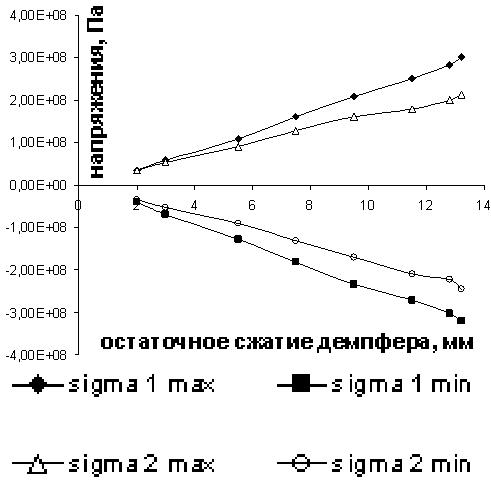 4,00E+08
3,00E+08
2,00E+08
1,00E+08
0,00E+00
-1,00E+08
-2,00E+08
-3,00E+08
-4,00E+08
напряжения, Па
0 2 4 6 8 10 12 14
остаточное сжатие демпфера, мм
sigma 1 max sigma 1 min
sigma 2 max sigma 2 min